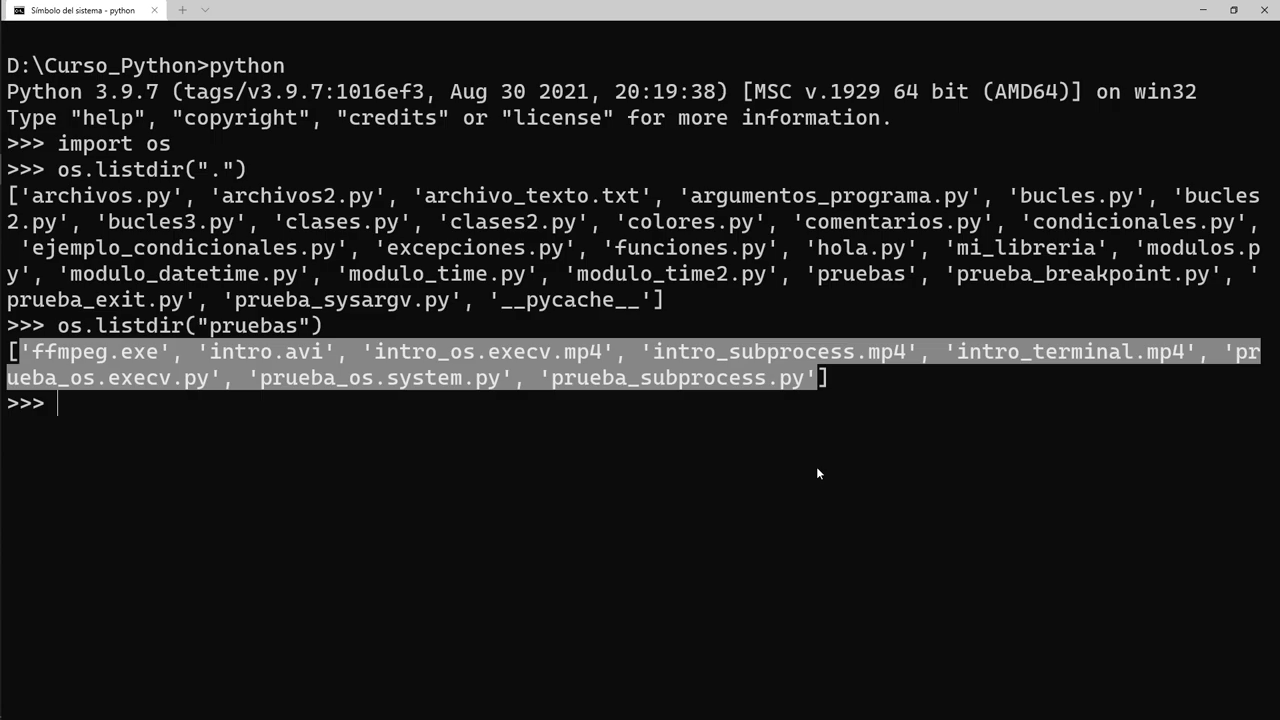 Símbolo del sistema - python
D:\Curso_Python>python
Python 3.9.7 (tags/v3.9.7:1016ef3, Aug 30 2021, 20:19:38) [MSC v.1929 64 bit (AMD64)] on win32
Type "help", "copyright", "credits" or "license" for more information.
>>> import os
>>> os.listdir(".")
['archivos.py', 'archivos2.py', 'archivo_texto.txt', 'argumentos_programa.py', 'bucles.py', 'bucles
2.py', 'bucles3.py', 'clases.py', 'clases2.py', 'colores.py', 'comentarios.py', 'condicionales.py',
 'ejemplo_condicionales.py', 'excepciones.py', 'funciones.py', 'hola.py', 'mi_libreria', 'modulos.p
y', 'modulo_datetime.py', 'modulo_time.py', 'modulo_time2.py', 'pruebas', 'prueba_breakpoint.py', '
prueba_exit.py', 'prueba_sysargv.py', '__pycache__']
>>> os.listdir("pruebas")
['ffmpeg.exe', 'intro.avi', 'intro_os.execv.mp4', 'intro_subprocess.mp4', 'intro_terminal.mp4', 'pr
ueba_os.execv.py', 'prueba_os.system.py', 'prueba_subprocess.py']
>>>